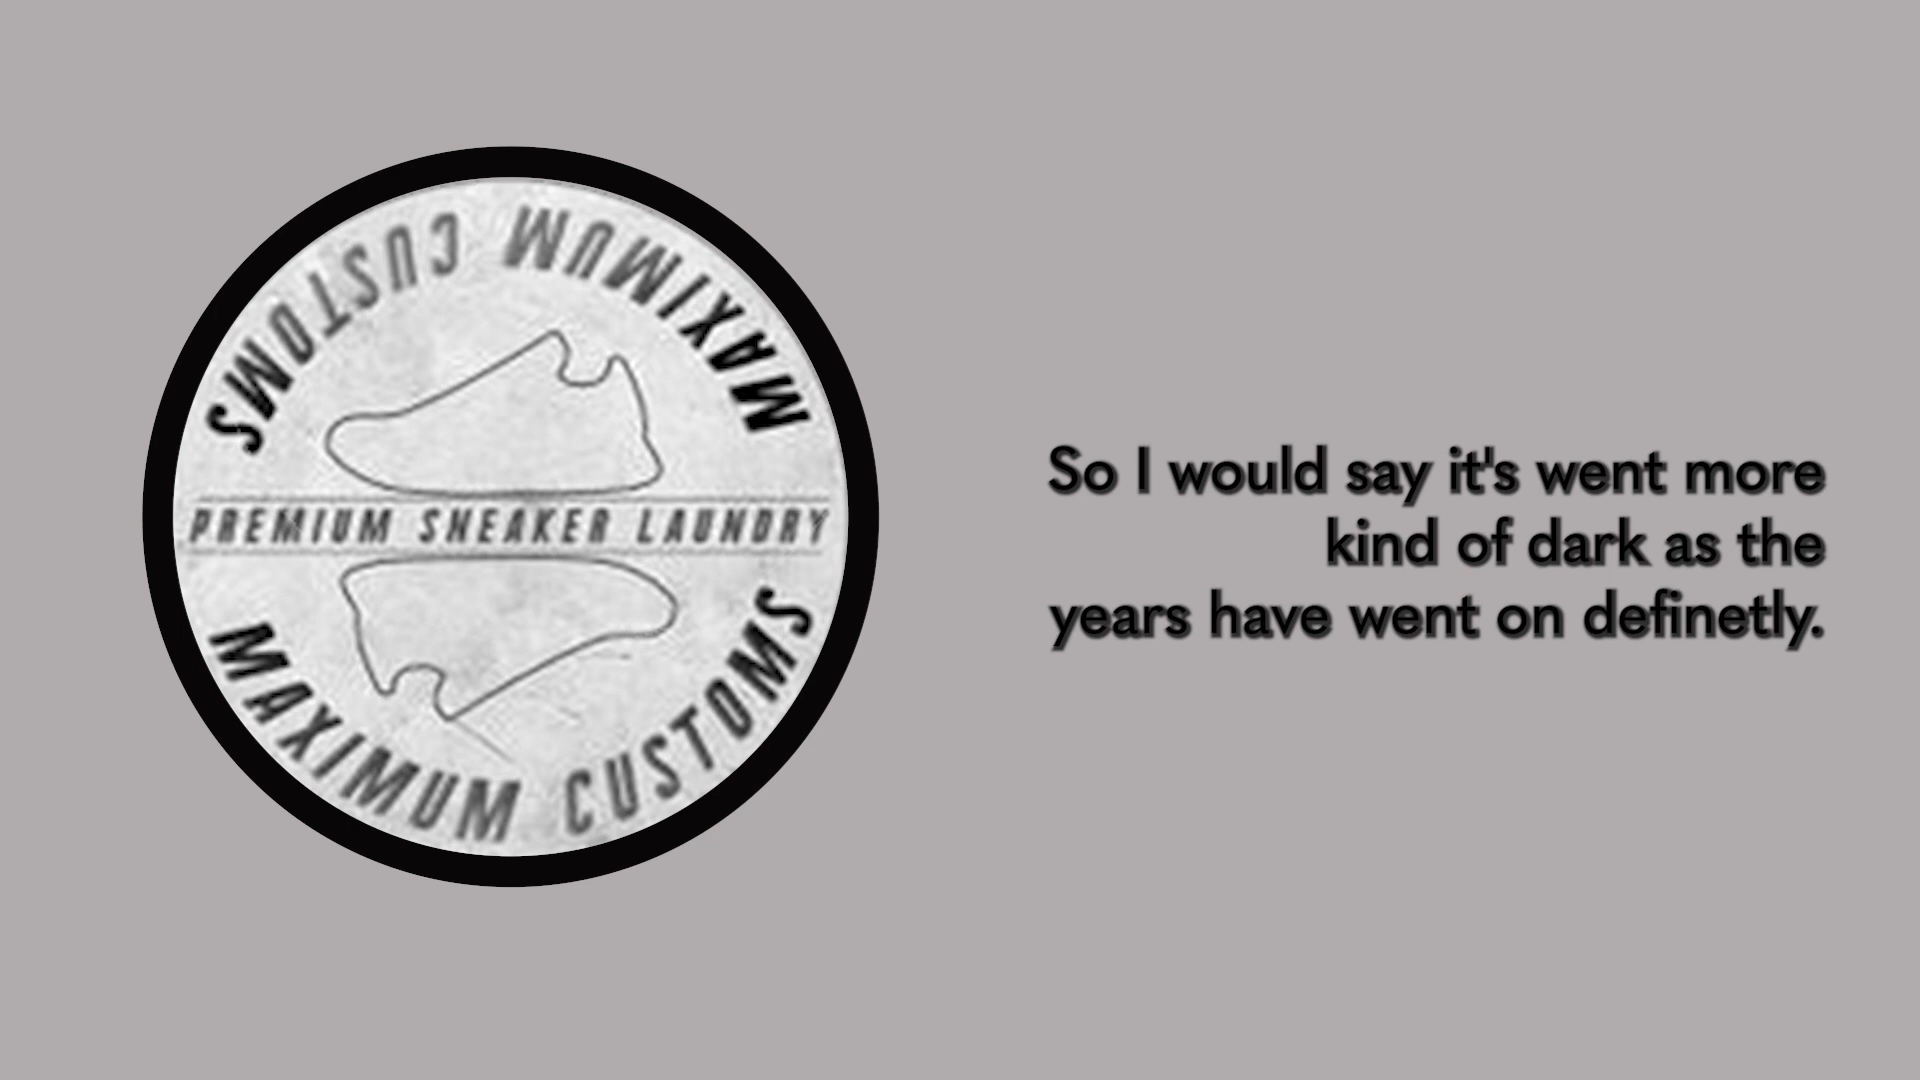 MAXIMUM CUSTOMS
PREMIUM SNEAKER LAUNDRY
MAXIMUM CUSTOMS
So I would say it's went more
kind of dark as the
years have went on definetly.